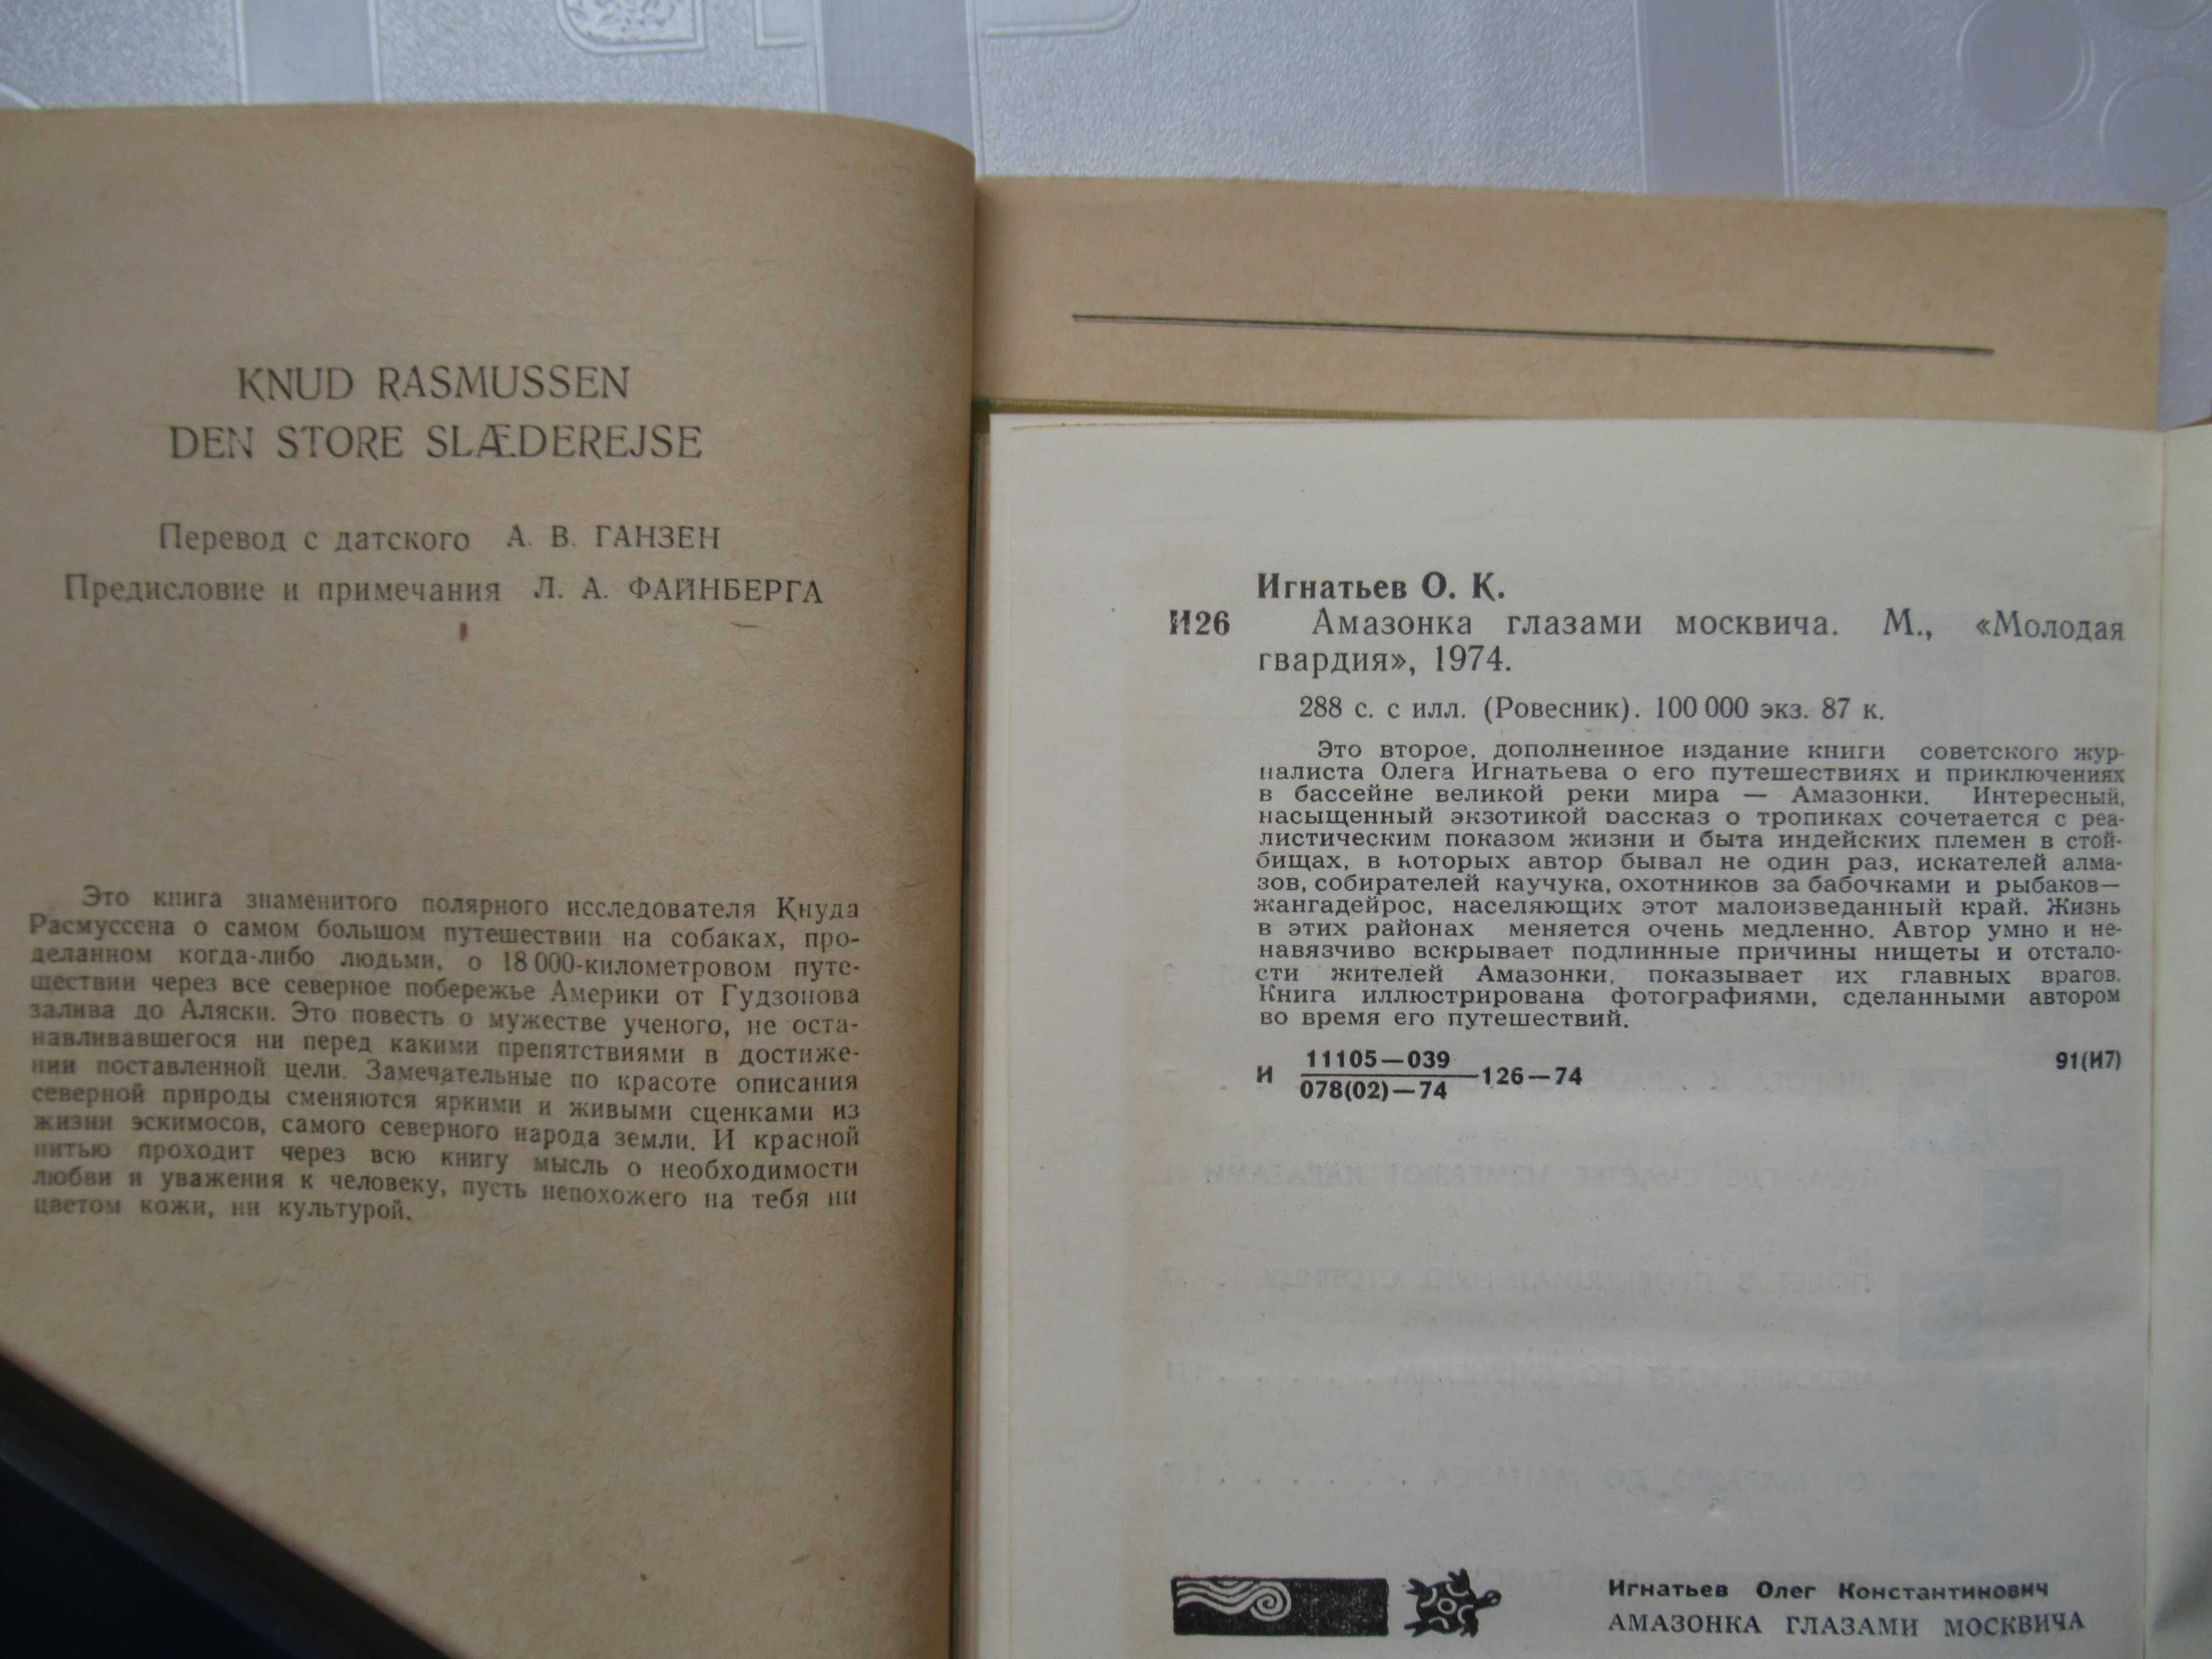 KNUD RASMUSSEN
DEN STORE SLÆDEREJSE
Перевод с датского А. В. ГАНЗЕН
Предисловие и примечания Л. А. ФАЙНБЕРГА
Это книга знаменитого полярного исследователя Кнуда
Расмуссена о самом большом путешествии на собаках, про-
деланном когда-либо людьми, о 18 000-километровом путе-
шествии через все северное побережье Америки от Гудзонова
залива до Аляски. Это повесть о мужестве ученого, не оста-
навливавшегося ни перед какими препятствиями в достиже-
нии поставленной цели. Замечательные по красоте описания
северной природы сменяются яркими и живыми сценками из
жизни эскимосов, самого северного народа земли. И красной
нитью проходит через всю книгу мысль о необходимости
любви и уважения к человеку, пусть непохожего на тебя ни
цветом кожи, ни культурой.
Игнатьев О. К.
И26 Амазонка глазами москвича. М., «Молодая
гвардия», 1974.
288 с. с илл. (Ровесник). 100 000 экз. 87 к.
Это второе, дополненное издание книги советского жур-
налиста Олега Игнатьева о его путешествиях и приключениях
в бассейне великой реки мира — Амазонки. Интересный,
насыщенный экзотикой рассказ о тропиках сочетается с реа-
листическим показом жизни и быта индейских племен в стой-
бищах, в которых автор бывал не один раз, искателей алма-
зов, собирателей каучука, охотников за бабочками и рыбаков—
жангадейрос, населяющих этот малоизведанный край. Жизнь
в этих районах меняется очень медленно. Автор умно и не-
навязчиво вскрывает подлинные причины нищеты и отстало-
сти жителей Амазонки, показывает их главных врагов.
Книга иллюстрирована фотографиями, сделанными автором
во время его путешествий.
И 11105—039
078(02)—74 —126—74 91(И7)
Игнатьев Олег Константинович
АМАЗОНКА ГЛАЗАМИ МОСКВИЧА